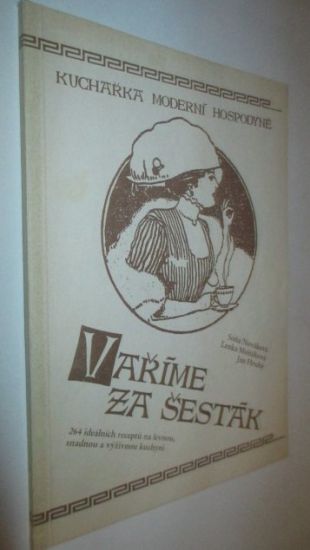 KUCHAŘKA MODERNÍ HOSPODYNĚ
Soňa Nováková
Lenka
Jan Hrubý
VAŘÍME
ZA ŠESTÁK
264 ideálních receptů na levnou,
snadnou a výživnou kuchyni